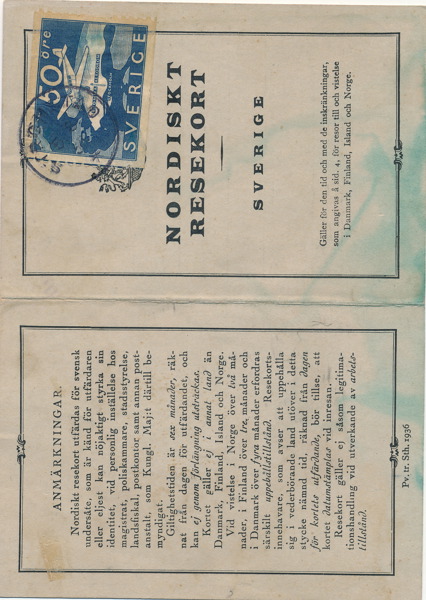 ANMÄRKNINGAR.
Nordiskt resekort utfärdas för svensk
undersåte, som är känd för utfärdaren
eller eljest kan nöjaktigt styrka sin
identitet, vid personlig inställelse hos
magistrat, poliskammare, stadsstyrelse,
landsfiskal, postkontor samt annan post-
anstalt, som Kungl. Maj:t därtill be-
myndigat.
Giltighetstiden är sex månader, räk-
nat från dagen för utfärdandet, och
kan ej genom förlängning utsträckas.
Kortet gäller ej i annat land än
Danmark, Finland, Island och Norge.
Vid vistelse i Norge över två må-
nader, i Finland över tre, månader och
i Danmark över fyra månader erfordras
särskilt uppehållstillstånd. Resekorts-
innehavare, som ämnar att uppehålla
sig i vederbörande land utöver i detta
stycke nämnd tid, räknad från dagen
för kortets utfärdande, bör tillse, att
kortet datumstämplas vid inresan.
Resekort gäller ej såsom legitima-
tionshandling vid utverkande av arbets-
tillstånd.
Pv. tr. Sth. 1936
50 öre
SVERIGE
NORDISKT
RESEKORT
SVERIGE
Gäller för den tid och med de inskränkningar,
som angivas å sid. 4, för resor till och vistelse
i Danmark, Finland, Island och Norge.